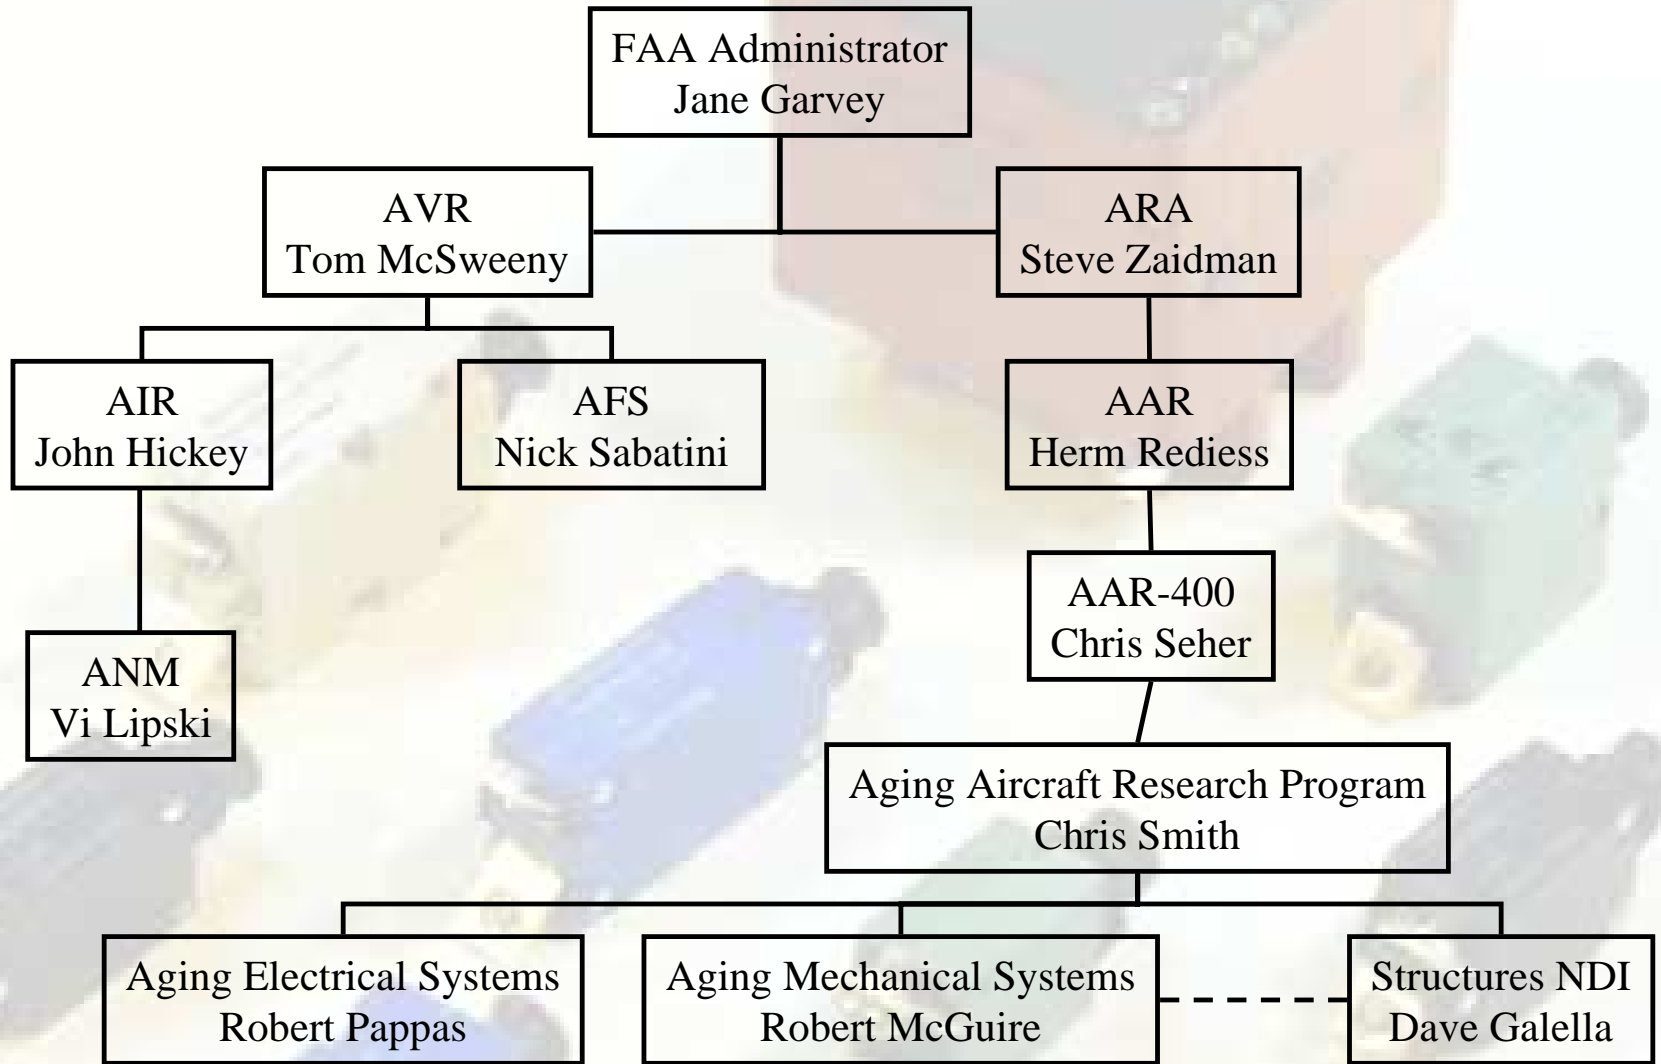 FAA Administrator
Jane Garvey
AVR
Tom McSweeny
ARA
Steve Zaidman
AIR
John Hickey
AFS
Nick Sabatini
AAR
Herm Rediess
AAR-400
Chris Seher
ANM
Vi Lipski
Aging Aircraft Research Program
Chris Smith
Aging Electrical Systems
Robert Pappas
Aging Mechanical Systems
Robert McGuire
Structures NDI
Dave Galella